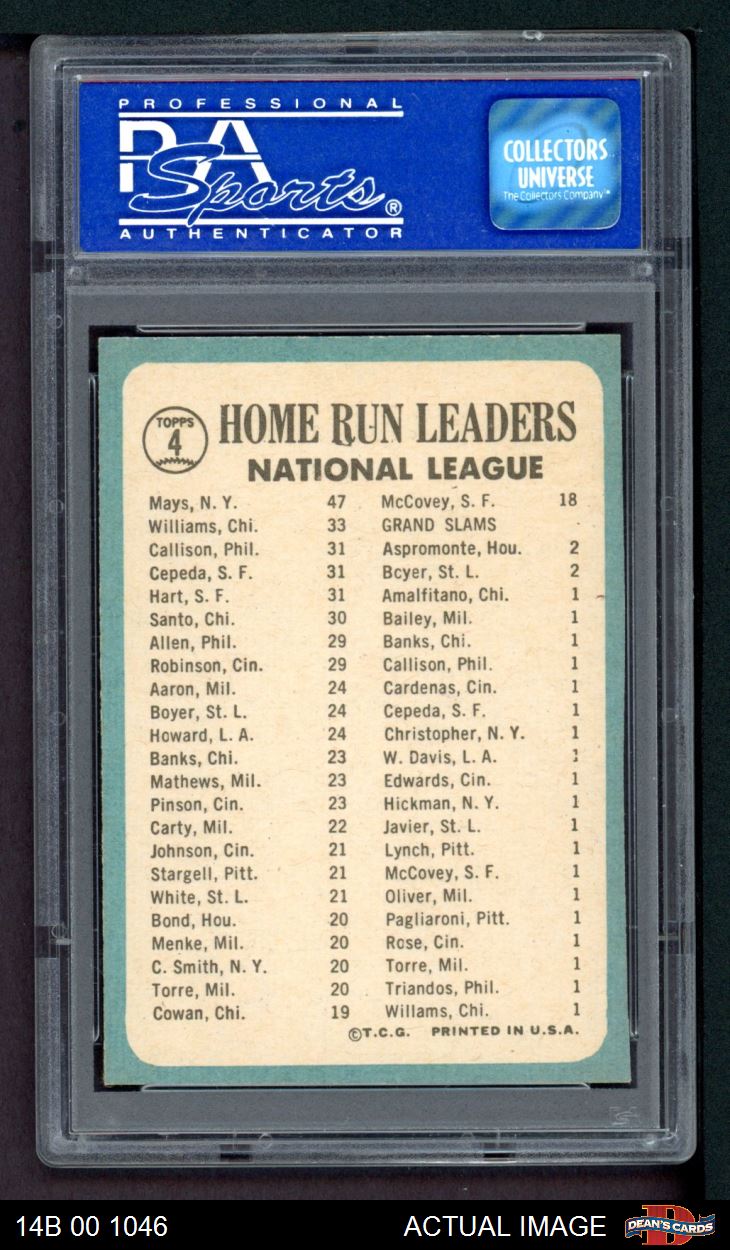 PROFESSIONAL
PSA
Sports®
AUTHENTICATOR
COLLECTORS
UNIVERSE
The Collectors Company™
TOPPS
4
HOME RUN LEADERS
NATIONAL LEAGUE
Mays, N. Y. 47
Williams, Chi. 33
Callison, Phil. 31
Cepeda, S. F. 31
Hart, S. F. 31
Santo, Chi. 30
Allen, Phil. 29
Robinson, Cin. 29
Aaron, Mil. 24
Boyer, St. L. 24
Howard, L. A. 24
Banks, Chi. 23
Mathews, Mil. 23
Pinson, Cin. 23
Carty, Mil. 22
Johnson, Cin. 21
Stargell, Pitt. 21
White, St. L. 21
Bond, Hou. 20
Menke, Mil. 20
C. Smith, N. Y. 20
Torre, Mil. 20
Cowan, Chi. 19
McCovey, S. F. 18
GRAND SLAMS
Aspromonte, Hou. 2
Boyer, St. L. 2
Amalfitano, Chi. 1
Bailey, Mil. 1
Banks, Chi. 1
Callison, Phil. 1
Cardenas, Cin. 1
Cepeda, S. F. 1
Christopher, N. Y. 1
W. Davis, L. A. 1
Edwards, Cin. 1
Hickman, N. Y. 1
Javier, St. L. 1
Lynch, Pitt. 1
McCovey, S. F. 1
Oliver, Mil. 1
Pagliaroni, Pitt. 1
Rose, Cin. 1
Torre, Mil. 1
Triandos, Phil. 1
Willams, Chi. 1
©T.C.G. PRINTED IN U.S.A.
14B 00 1046
ACTUAL IMAGE
DEAN'S CARDS